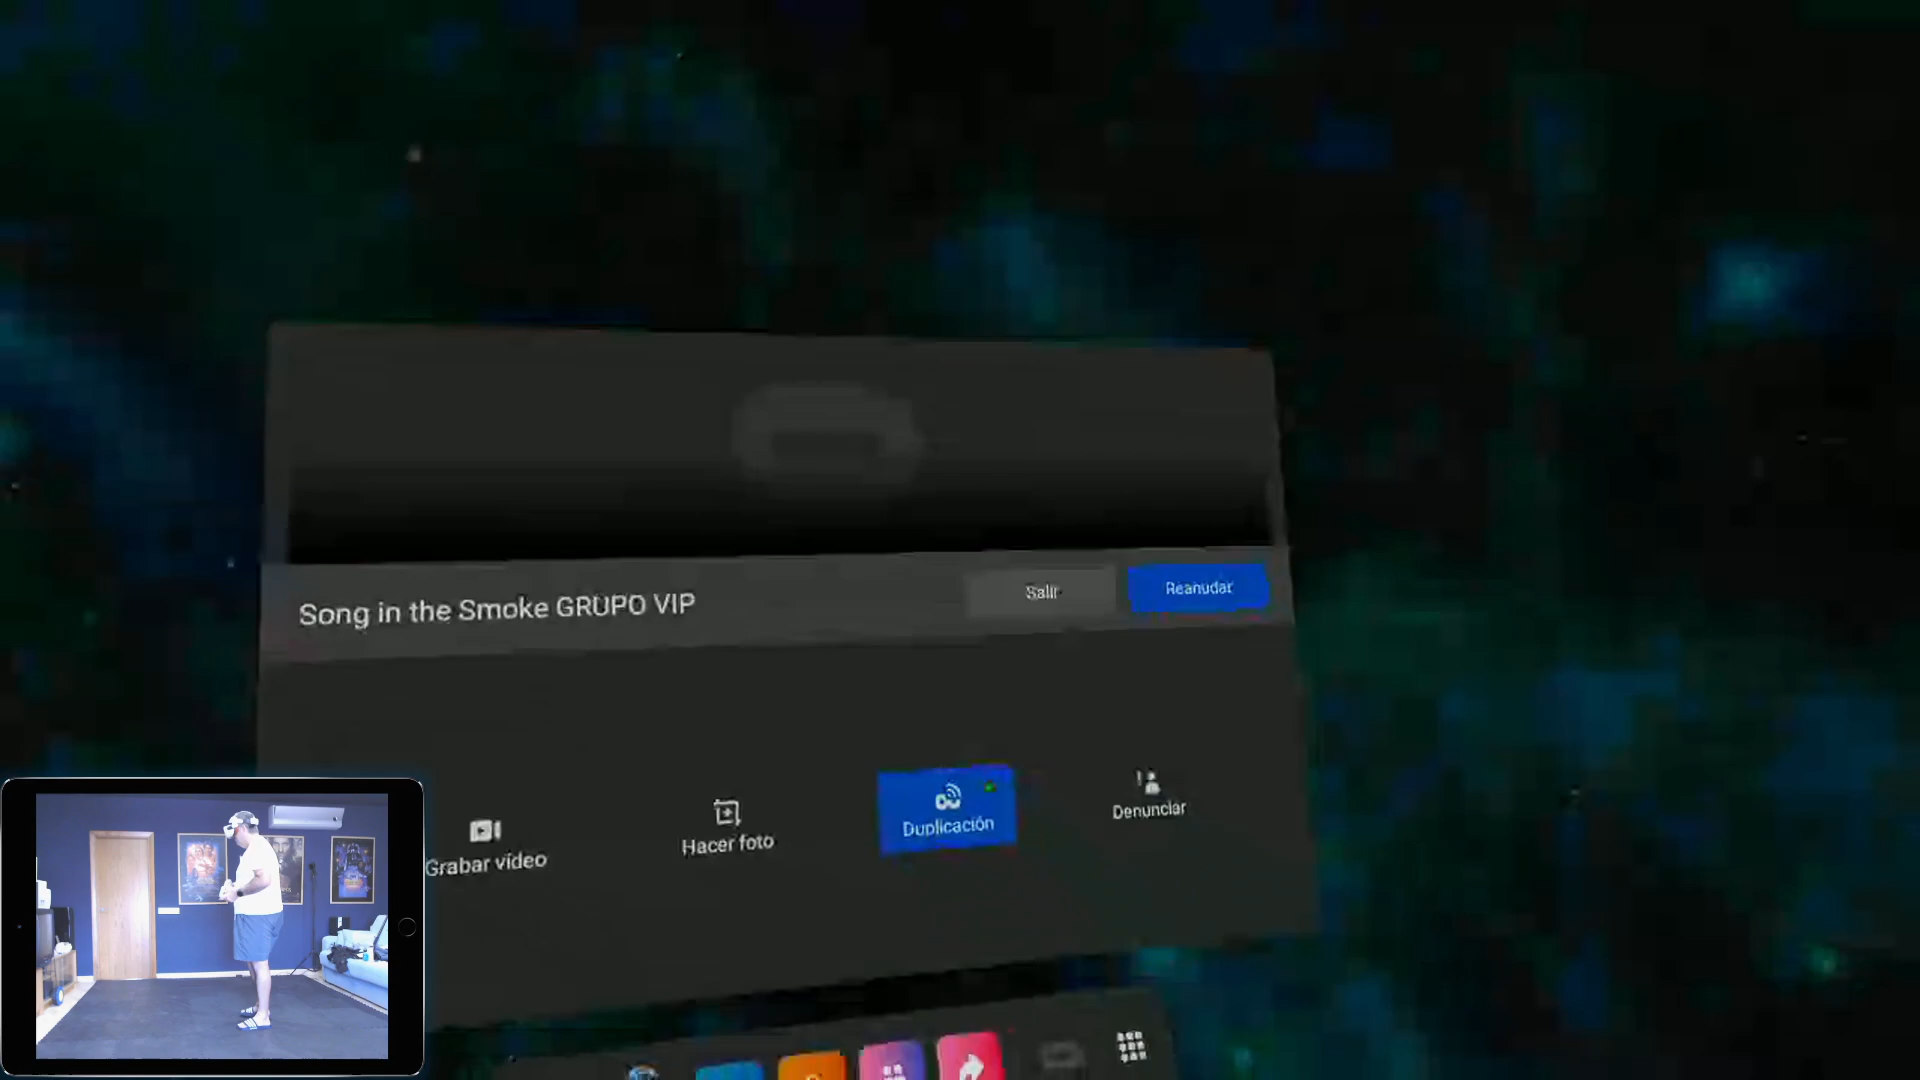 Song in the Smoke GRUPO VIP
Salir
Reanudar
Grabar vídeo
Hacer foto
Duplicación
Denunciar